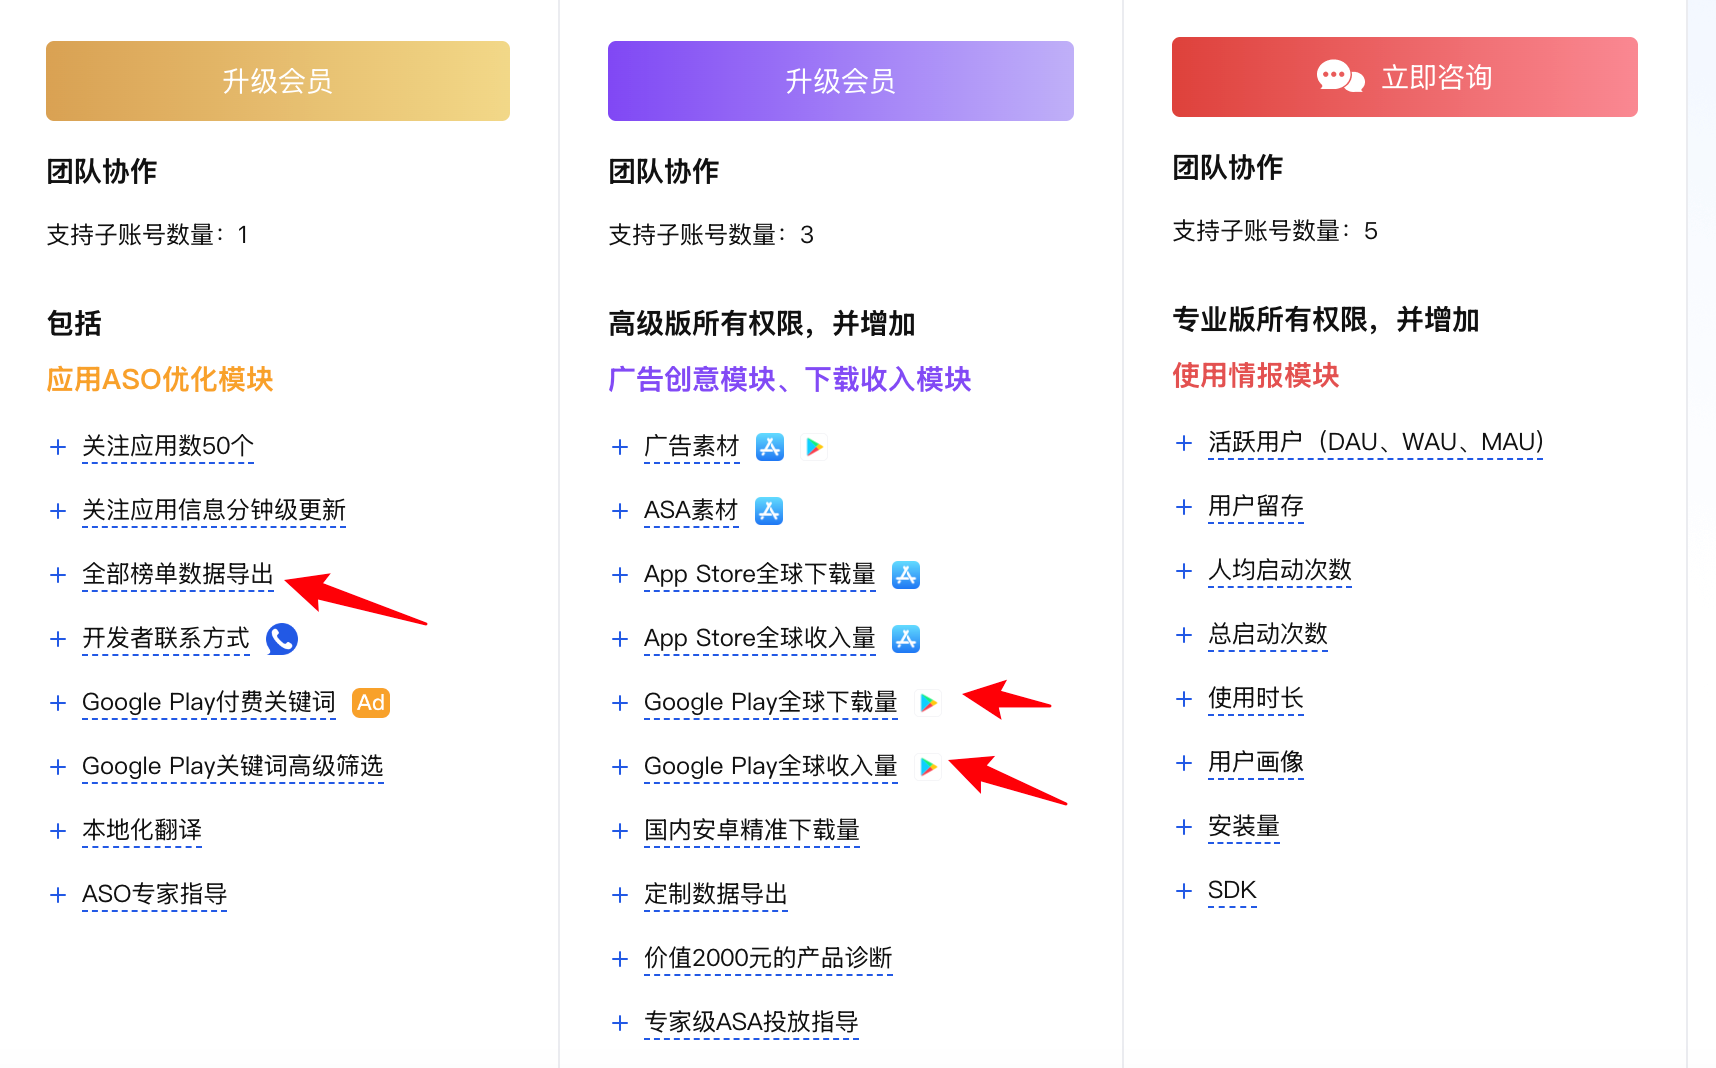 升级会员
团队协作
支持子账号数量：1
包括
应用ASO优化模块
+ 关注应用数50个
+ 关注应用信息分钟级更新
+ 全部榜单数据导出
+ 开发者联系方式
+ Google Play付费关键词 Ad
+ Google Play关键词高级筛选
+ 本地化翻译
+ ASO专家指导
升级会员
团队协作
支持子账号数量：3
高级版所有权限，并增加
广告创意模块、下载收入模块
+ 广告素材
+ ASA素材
+ App Store全球下载量
+ App Store全球收入量
+ Google Play全球下载量
+ Google Play全球收入量
+ 国内安卓精准下载量
+ 定制数据导出
+ 价值2000元的产品诊断
+ 专家级ASA投放指导
立即咨询
团队协作
支持子账号数量：5
专业版所有权限，并增加
使用情报模块
+ 活跃用户（DAU、WAU、MAU）
+ 用户留存
+ 人均启动次数
+ 总启动次数
+ 使用时长
+ 用户画像
+ 安装量
+ SDK